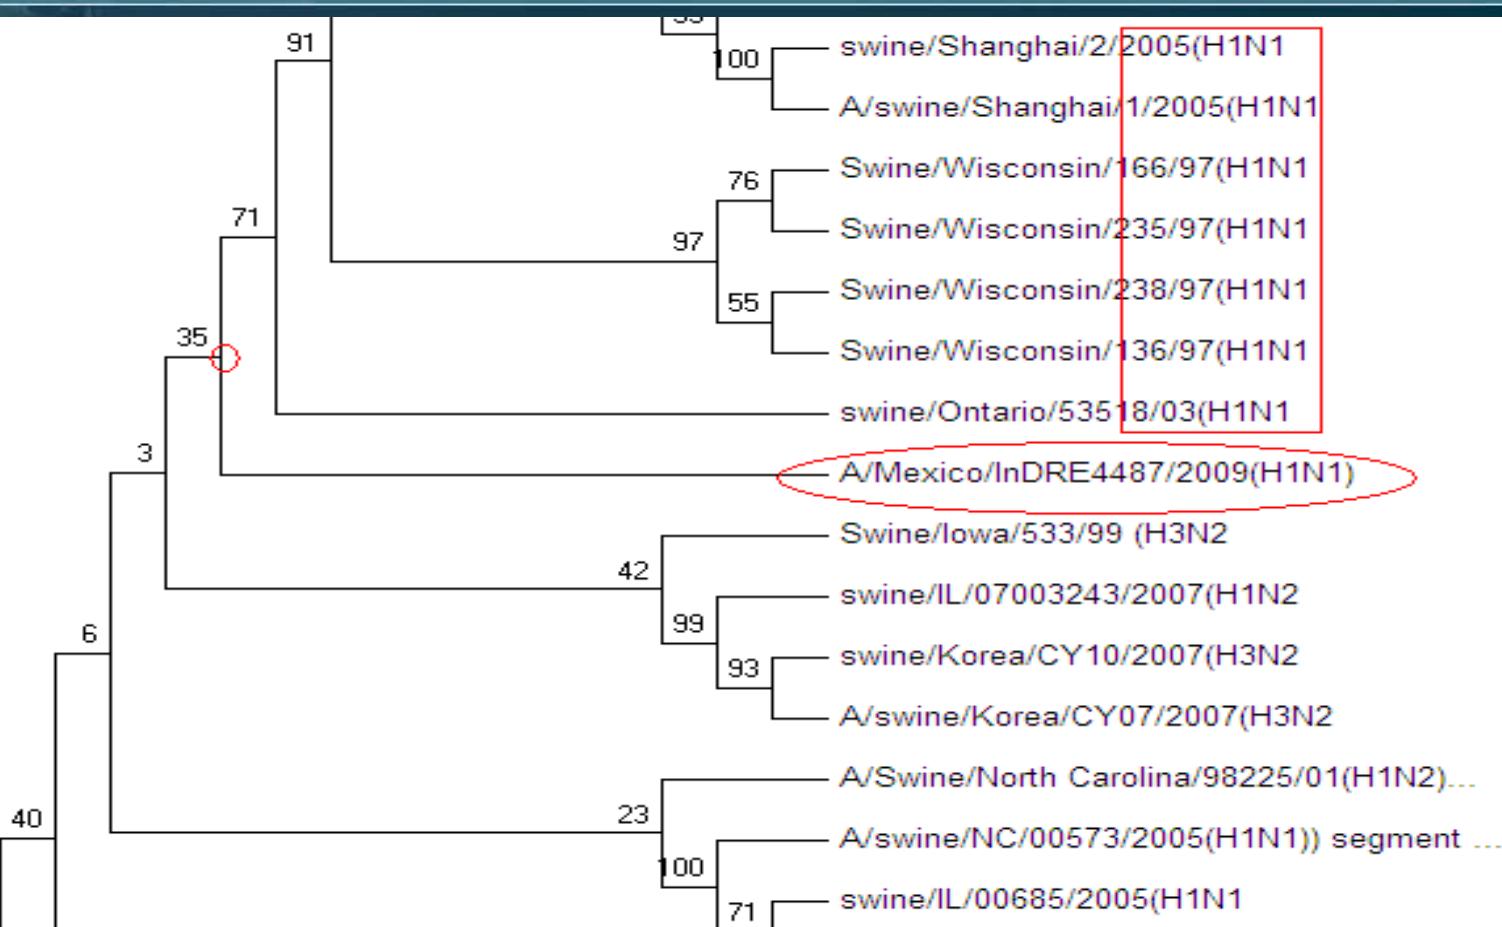 91
100
swine/Shanghai/2/2005(H1N1
A/swine/Shanghai/1/2005(H1N1
76
Swine/Wisconsin/166/97(H1N1
71
97
Swine/Wisconsin/235/97(H1N1
55
Swine/Wisconsin/238/97(H1N1
35
Swine/Wisconsin/136/97(H1N1
swine/Ontario/53518/03(H1N1
3
A/Mexico/InDRE4487/2009(H1N1)
Swine/Iowa/533/99 (H3N2
42
swine/IL/07003243/2007(H1N2
6
99
93
swine/Korea/CY10/2007(H3N2
A/swine/Korea/CY07/2007(H3N2
A/Swine/North Carolina/98225/01(H1N2)...
40
23
A/swine/NC/00573/2005(H1N1)) segment ...
100
71
swine/IL/00685/2005(H1N1